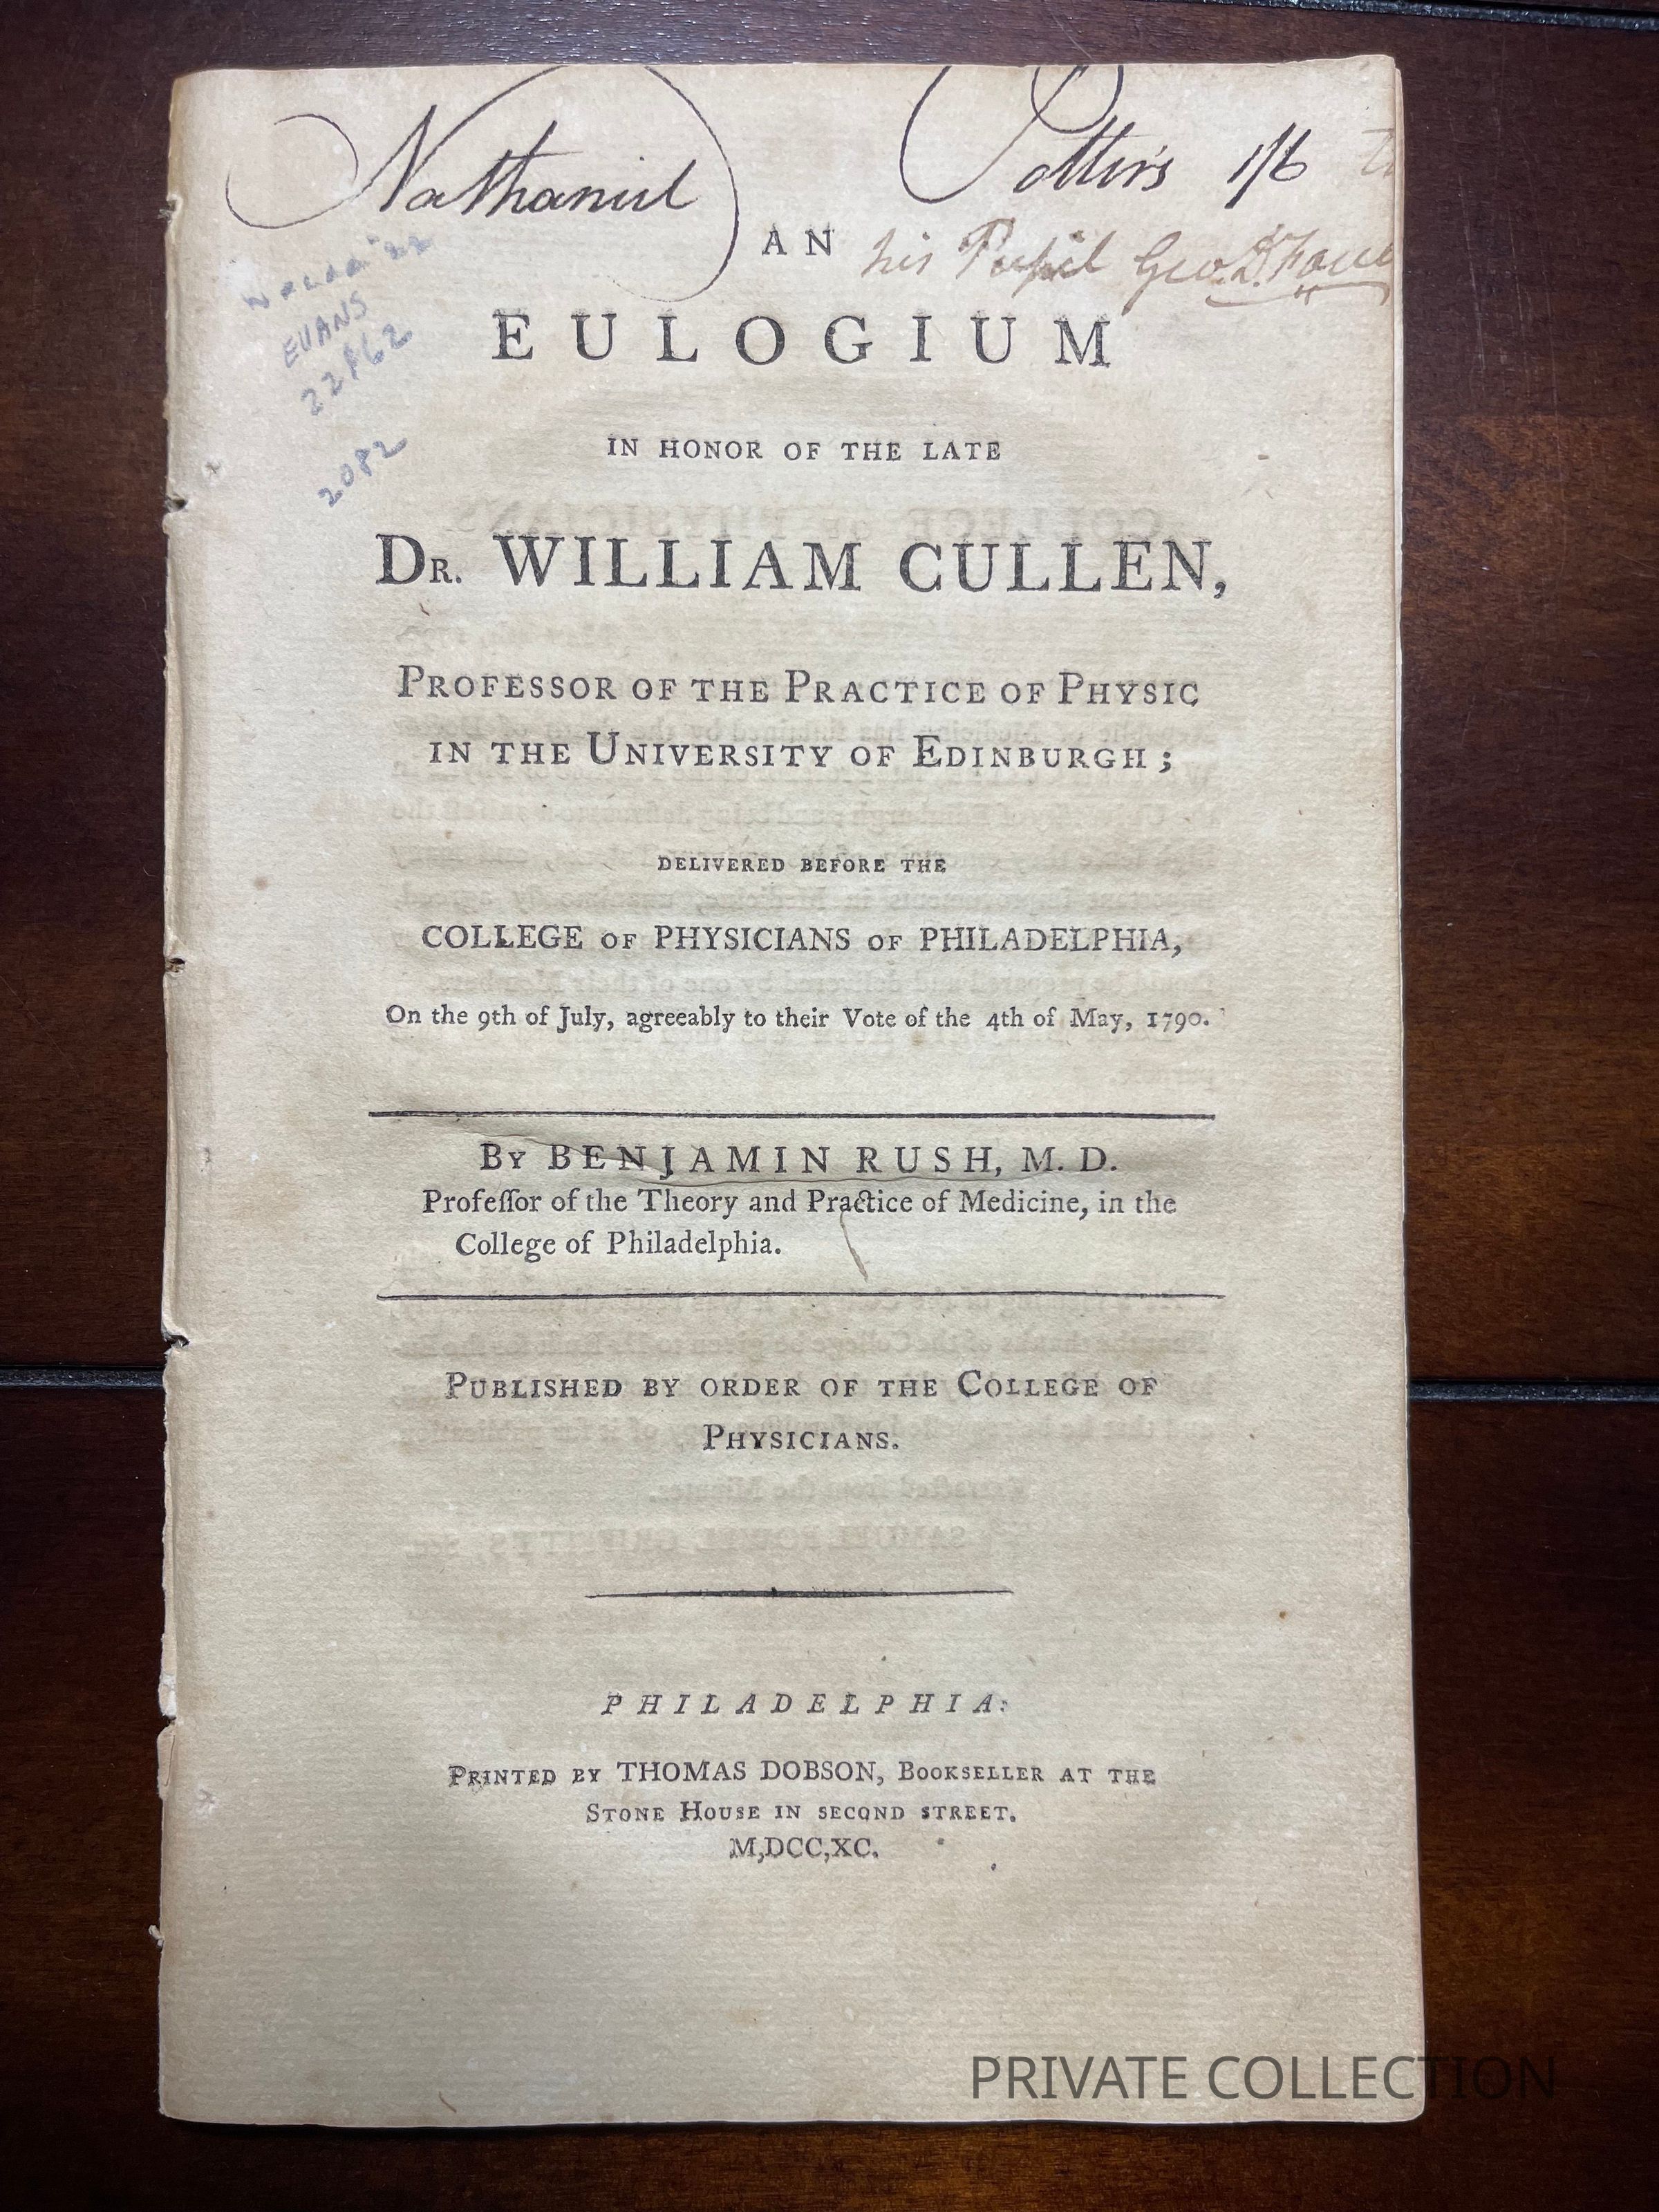 Nathaniel Potter's 1/6
his Pupil Geo. D.
EVANS
22862
2082
AN
EULOGIUM
IN HONOR OF THE LATE
DR. WILLIAM CULLEN,
PROFESSOR OF THE PRACTICE OF PHYSIC
IN THE UNIVERSITY OF EDINBURGH;
DELIVERED BEFORE THE
COLLEGE OF PHYSICIANS OF PHILADELPHIA,
On the 9th of July, agreeably to their Vote of the 4th of May, 1790.
BY BENJAMIN RUSH, M. D.
Profeſſor of the Theory and Practice of Medicine, in the
College of Philadelphia.
PUBLISHED BY ORDER OF THE COLLEGE OF
PHYSICIANS.
PHILADELPHIA:
PRINTED BY THOMAS DOBSON, BOOKSELLER AT THE
STONE HOUSE IN SECOND STREET.
M,DCC,XC.
PRIVATE COLLECTION